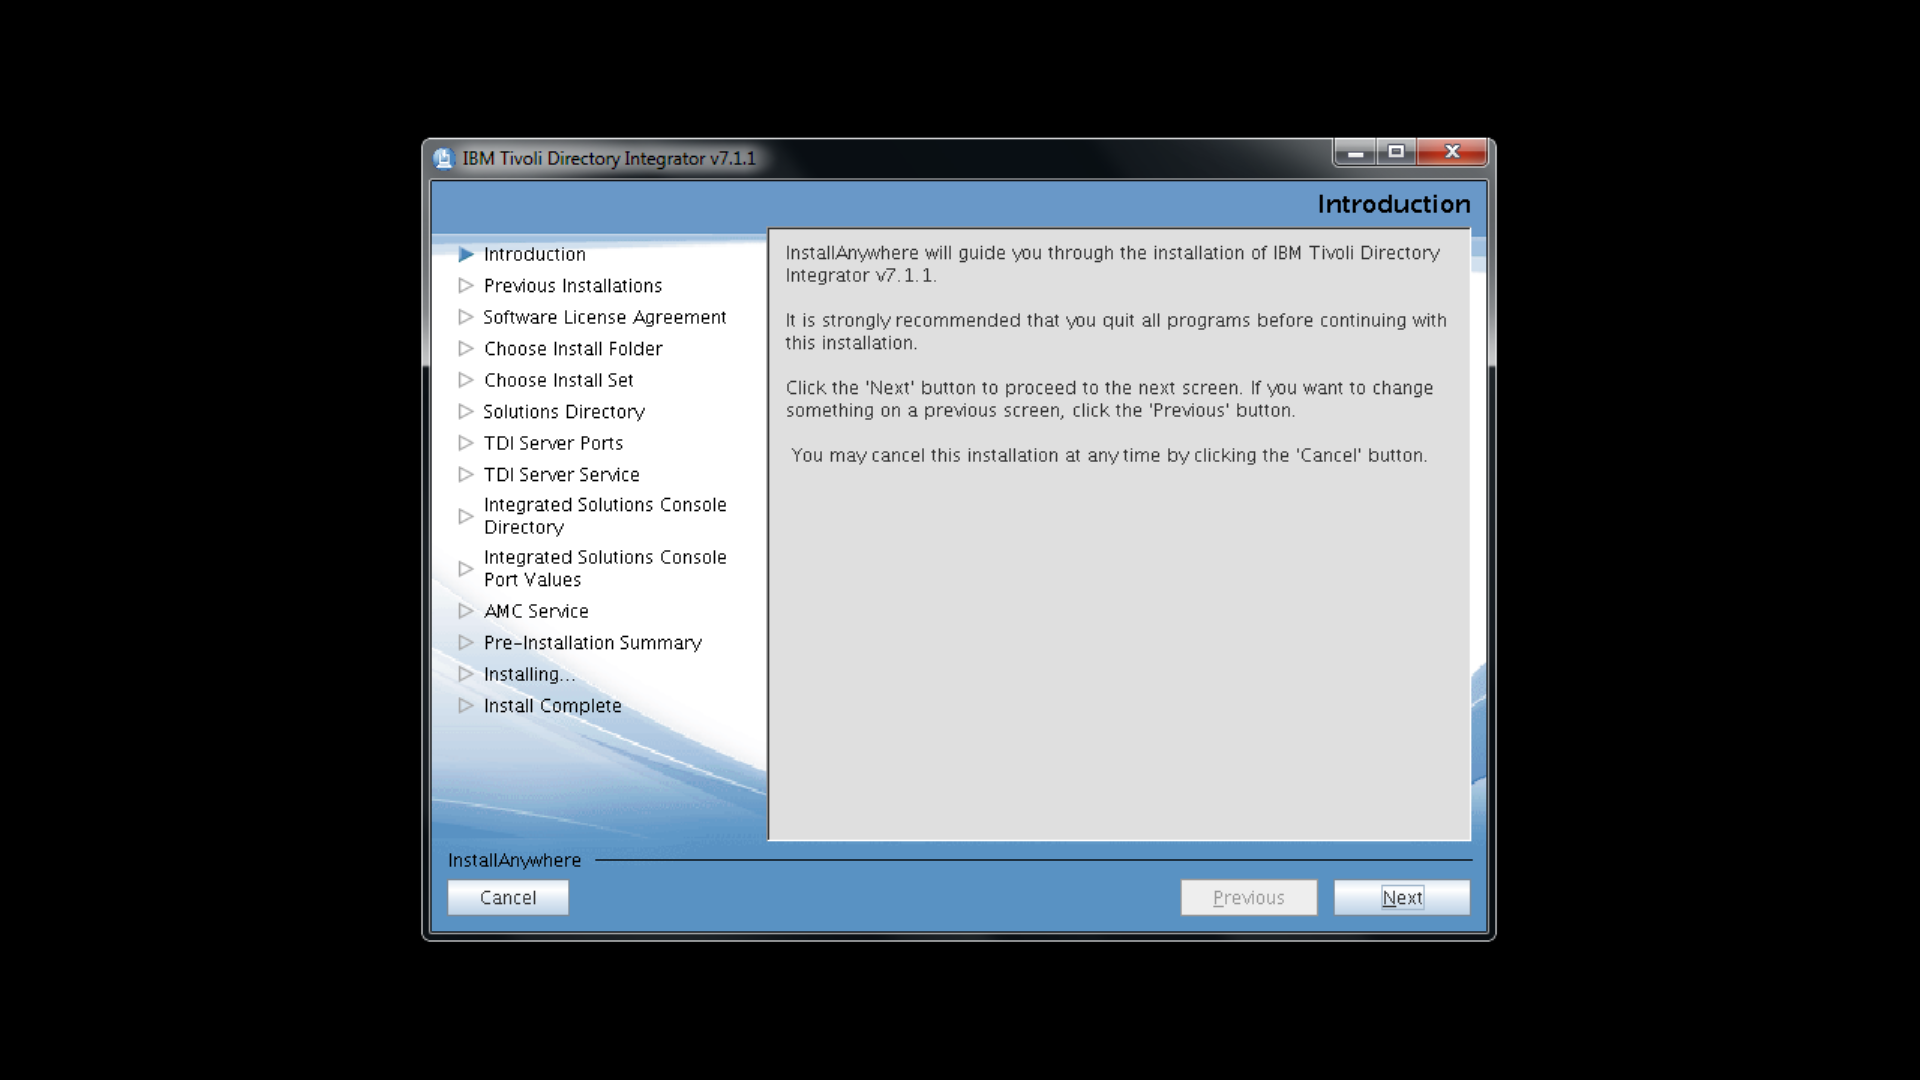 IBM Tivoli Directory Integrator v7.1.1
Introduction
Introduction
Previous Installations
Software License Agreement
Choose Install Folder
Choose Install Set
Solutions Directory
TDI Server Ports
TDI Server Service
Integrated Solutions Console
Directory
Integrated Solutions Console
Port Values
AMC Service
Pre-Installation Summary
Installing...
Install Complete
InstallAnywhere will guide you through the installation of IBM Tivoli Directory
Integrator v7.1.1.
It is strongly recommended that you quit all programs before continuing with
this installation.
Click the 'Next' button to proceed to the next screen. If you want to change
something on a previous screen, click the 'Previous' button.
You may cancel this installation at any time by clicking the 'Cancel' button.
InstallAnywhere
Cancel
Previous
Next